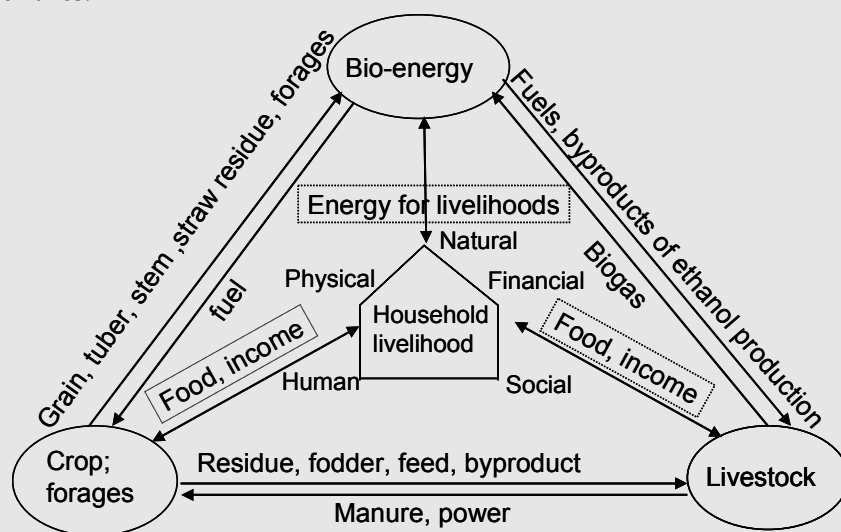 Bio-energy
Grain, tuber, stem ,straw residue, forages
fuel
Fuels, byproducts of ethanol production
Biogas
Energy for livelihoods
Natural
Physical
Financial
Household
livelihood
Food, income
Food, income
Human
Social
Crop;
forages
Residue, fodder, feed, byproduct
Manure, power
Livestock